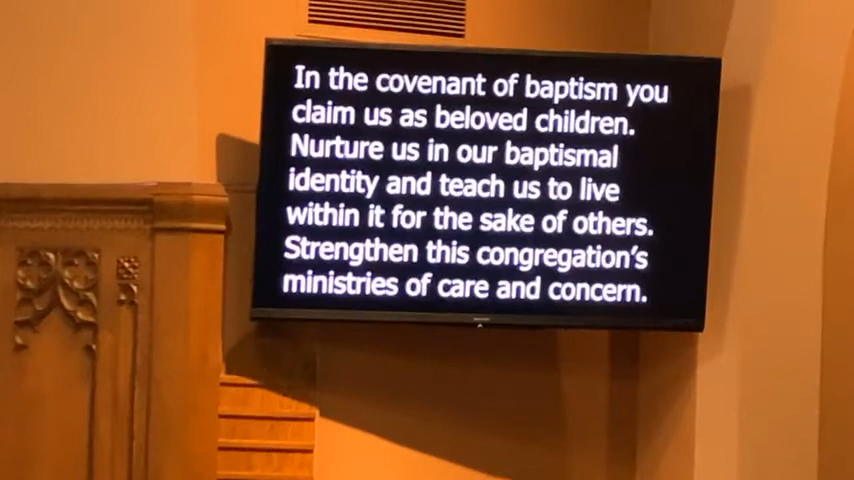 In the covenant of baptism you
claim us as beloved children.
Nurture us in our baptismal
identity and teach us to live
within it for the sake of others.
Strengthen this congregation's
ministries of care and concern.